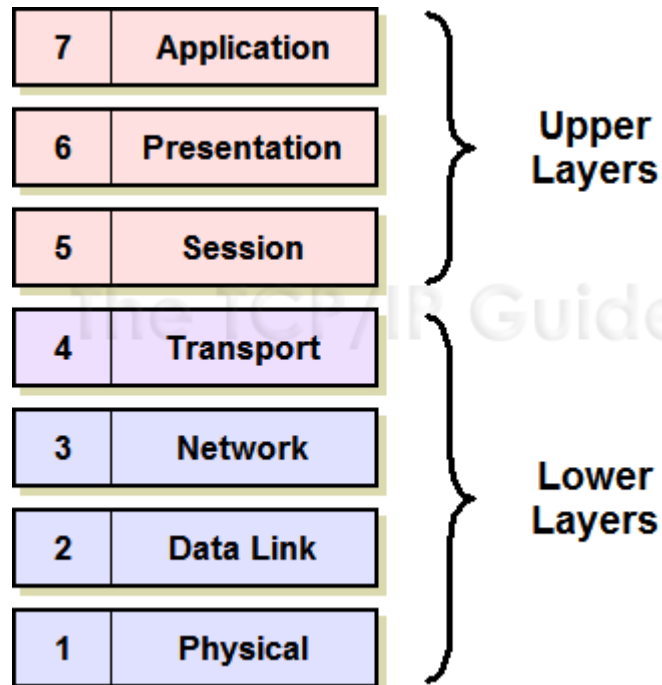 7 Application
6 Presentation
5 Session
Upper
Layers
The TCP/IP Guide
4 Transport
3 Network
2 Data Link
1 Physical
Lower
Layers